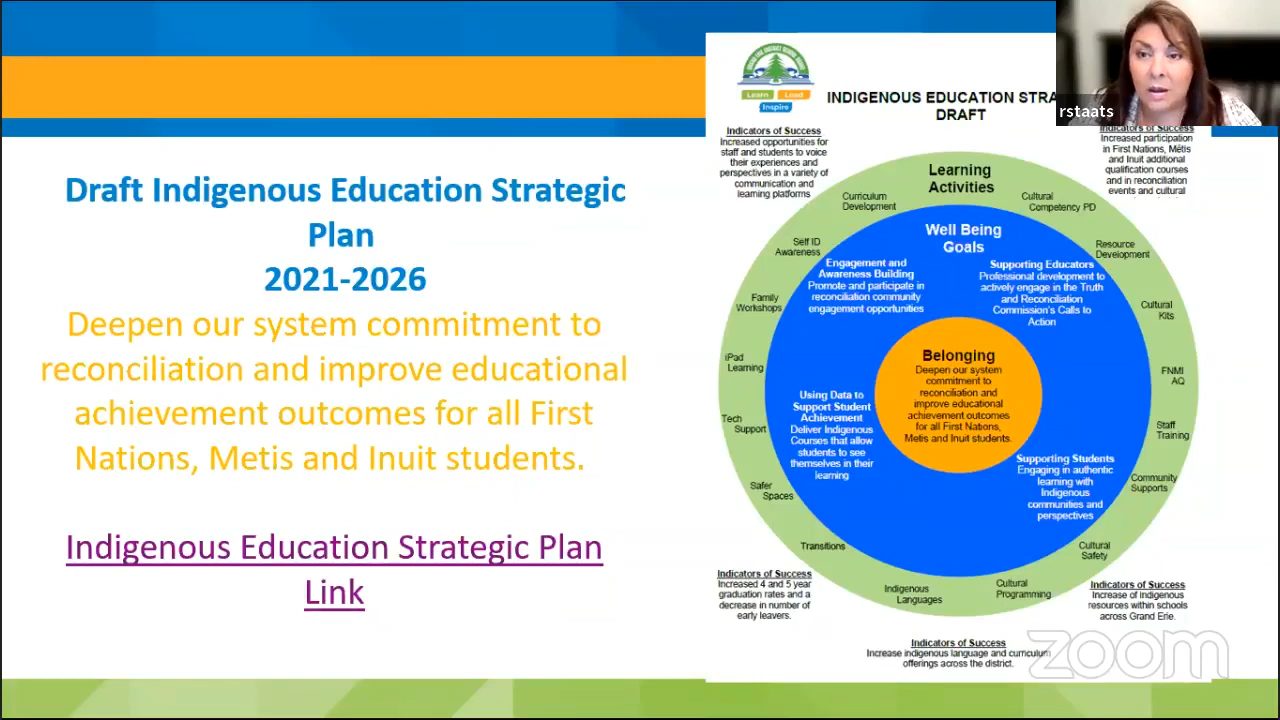 Draft Indigenous Education Strategic
Plan
2021-2026
Deepen our system commitment to
reconciliation and improve educational
achievement outcomes for all First
Nations, Metis and Inuit students.
Indigenous Education Strategic Plan
Link
Learn Lead
Inspire
INDIGENOUS EDUCATION STRA
DRAFT
rstaats
Indicators of Success
Increased opportunities for
staff and students to voice
their experiences and
perspectives in a variety of
communication and
learning platforms
Indicators of Success
Increased participation
in First Nations, Métis
and Inuit additional
qualification courses
and in reconciliation
events and cultural
Learning
Activities
Curriculum
Development
Cultural
Competency PD
Self ID
Awareness
Resource
Development
Family
Workshops
Cultural
Kits
iPad
Learning
FNMI
AQ
Tech
Support
Staff
Training
Safer
Spaces
Community
Supports
Transitions
Cultural
Safety
Indigenous
Languages
Cultural
Programming
Well Being
Goals
Engagement and
Awareness Building
Promote and participate in
reconciliation community
engagement opportunities
Supporting Educators
Professional development to
actively engage in the Truth
and Reconciliation
Commission's Calls to
Action
Belonging
Deepen our system
commitment to
reconciliation and
improve educational
achievement outcomes
for all First Nations,
Metis and Inuit students.
Using Data to
Support Student
Achievement
Deliver Indigenous
Courses that allow
students to see
themselves in their
learning
Supporting Students
Engaging in authentic
learning with
Indigenous
communities and
perspectives
Indicators of Success
Increased 4 and 5 year
graduation rates and a
decrease in number of
early leavers.
Indicators of Success
Increase of indigenous
resources within schools
across Grand Erie.
Indicators of Success
Increase indigenous language and curriculum
offerings across the district.
zoom